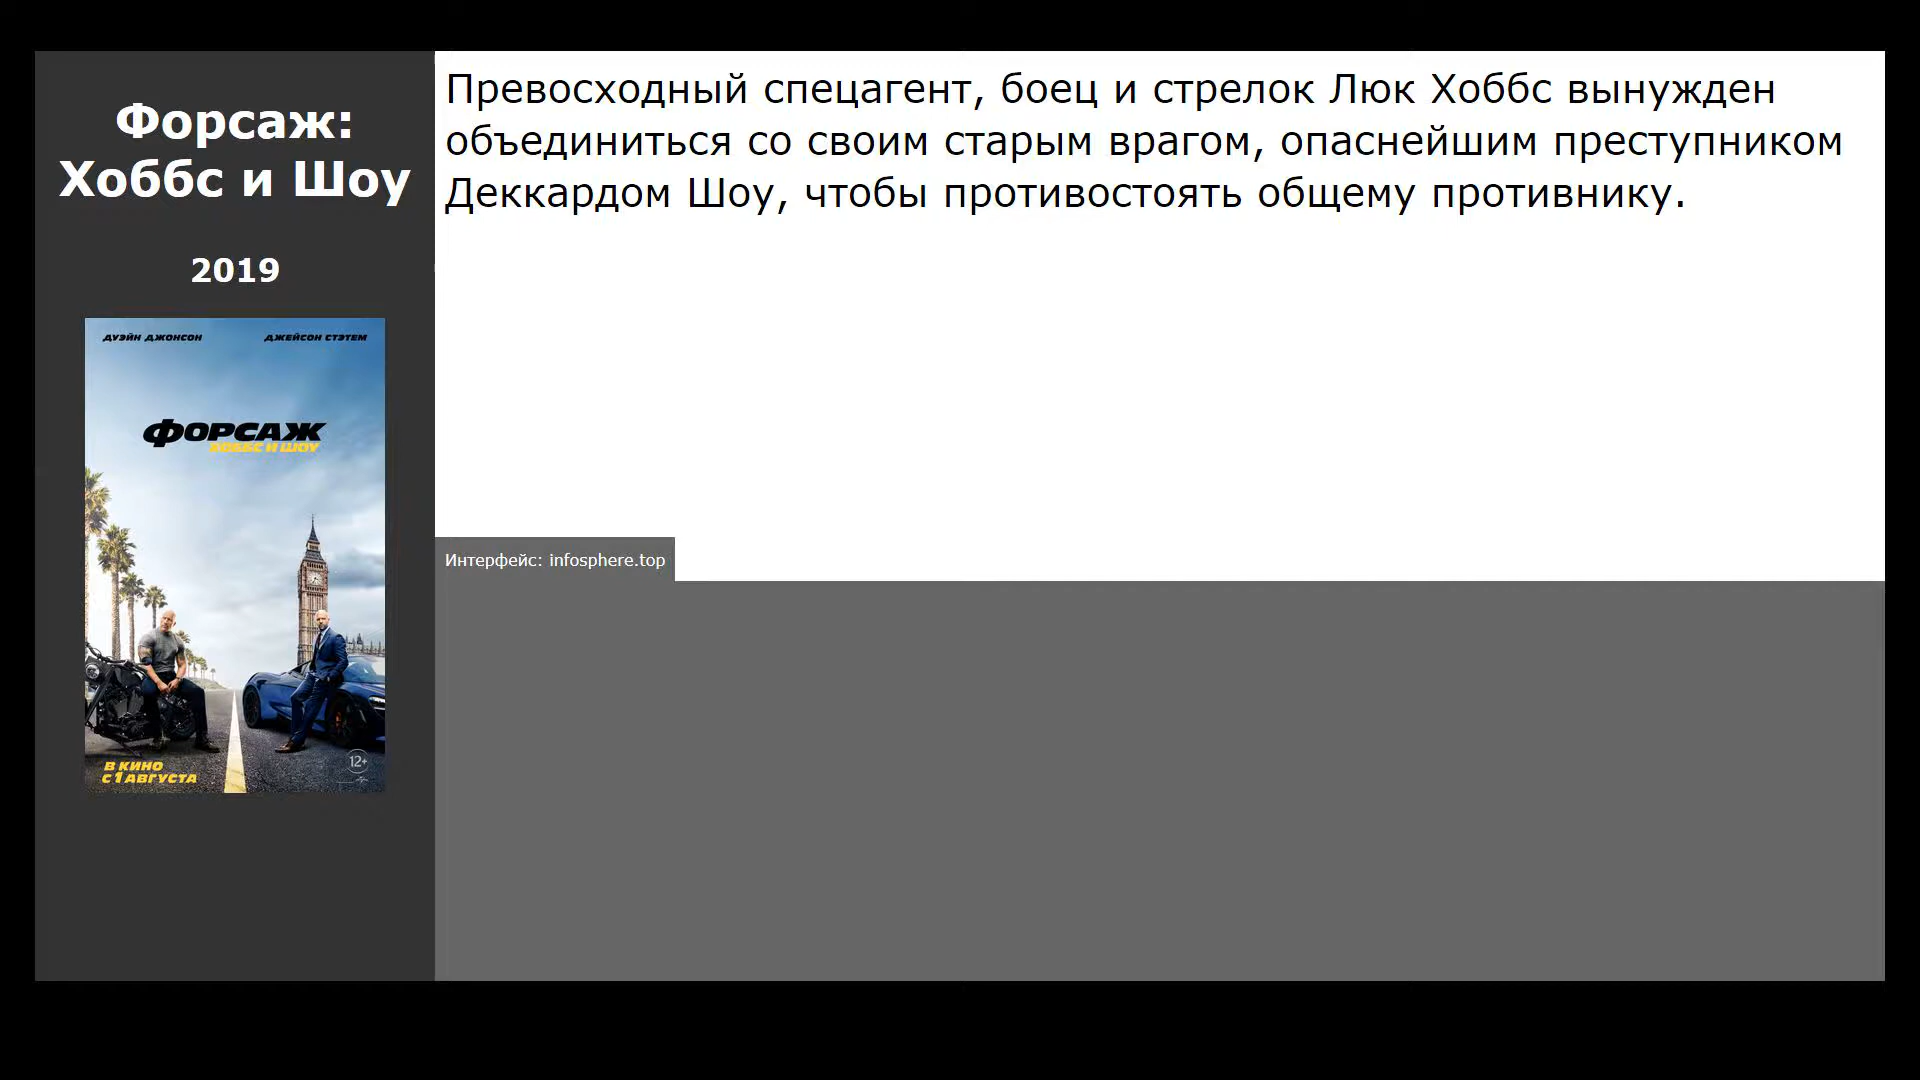 Форсаж:
Хоббс и Шоу
2019
ДУЭЙН ДЖОНСОН
ДЖЕЙСОН СТЭТЕМ
ФОРСАЖ
ХОББС И ШОУ
В КИНО
С 1 АВГУСТА
12+
Превосходный спецагент, боец и стрелок Люк Хоббс вынужден
объединиться со своим старым врагом, опаснейшим преступником
Деккардом Шоу, чтобы противостоять общему противнику.
Интерфейс: infosphere.top